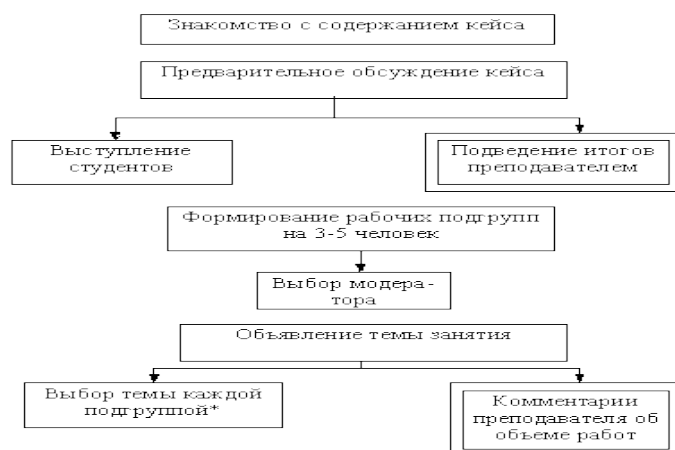 Знакомство с содержанием кейса
Предварительное обсуждение кейса
Выступление
студентов
Подведение итогов
преподавателем
Формирование рабочих подгрупп
на 3-5 человек
Выбор модера-
тора
Объявление темы занятия
Выбор темы каждой
подгруппой*
Комментарии
преподавателя об
объеме работ